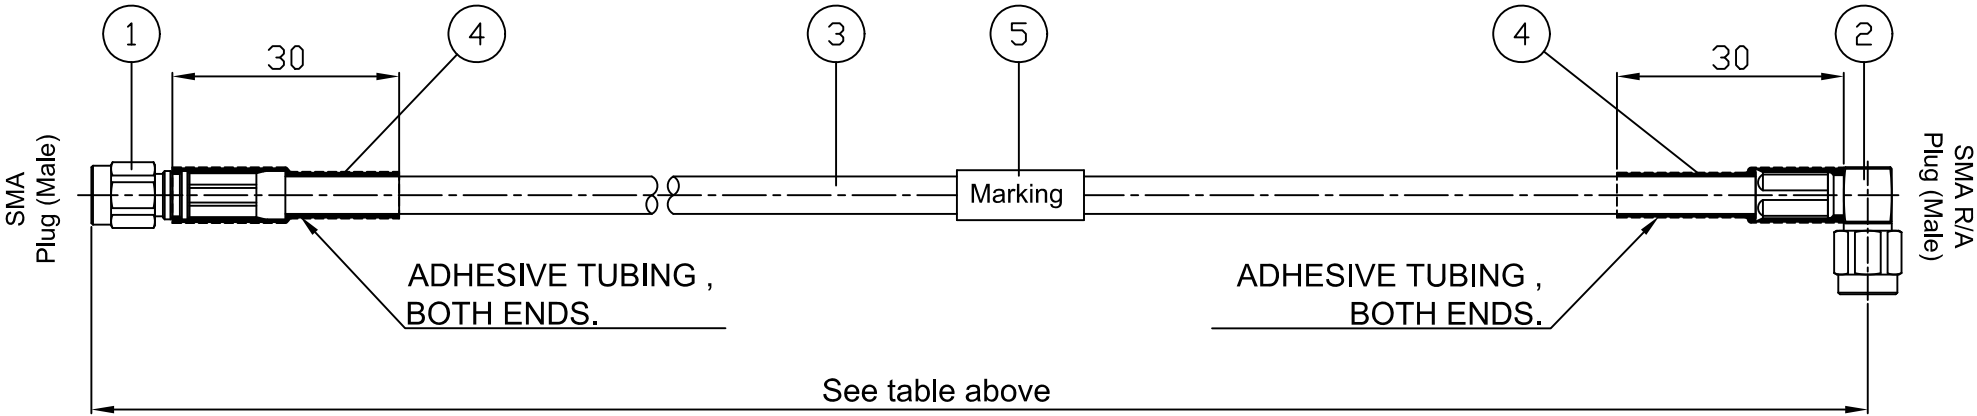 1
4
3
5
4
2
30
30
SMA
Plug (Male)
Marking
SMA R/A
Plug (Male)
ADHESIVE TUBING ,
BOTH ENDS.
ADHESIVE TUBING ,
BOTH ENDS.
See table above